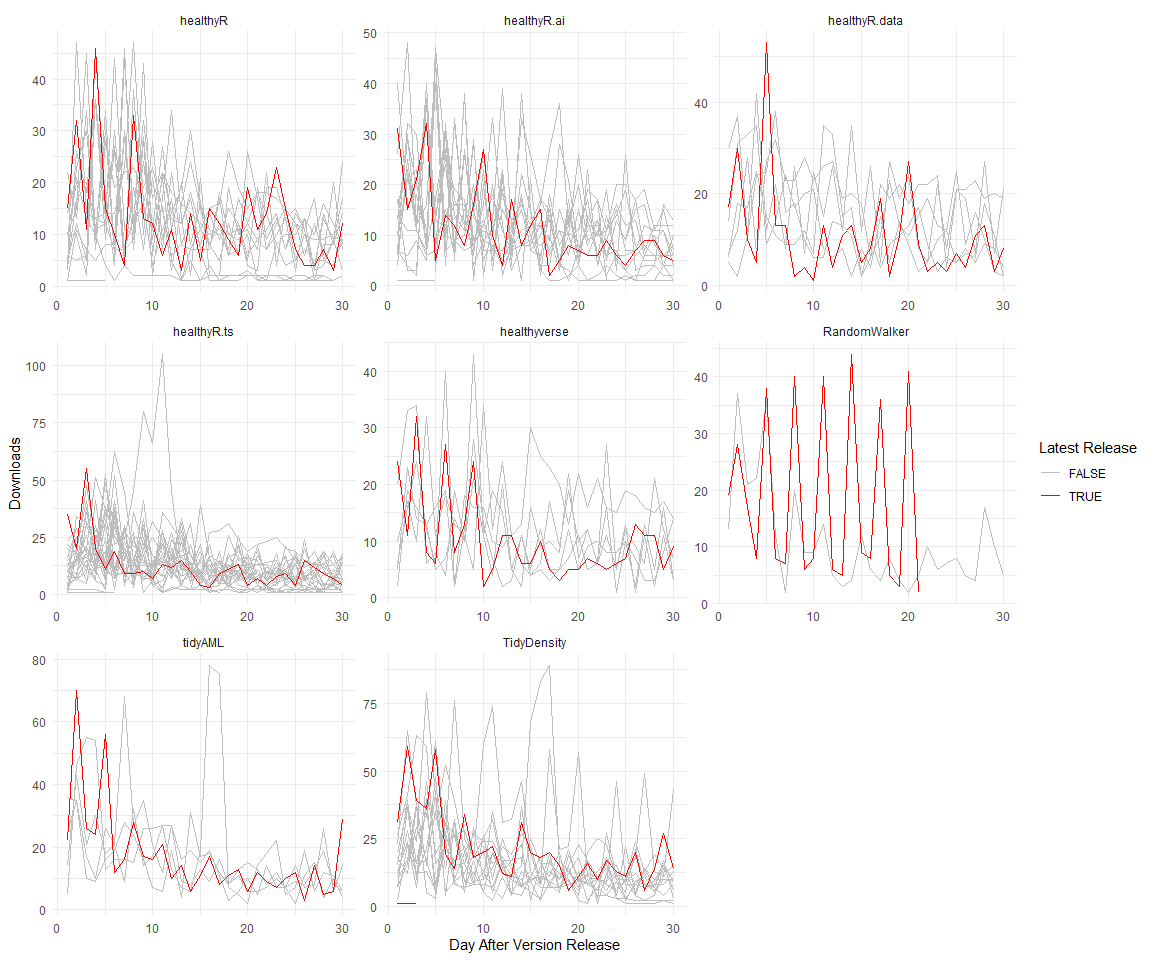 healthyR healthyR.ai healthyR.data
0 10 20 30 40
0 10 20 30 40 50
0 20 40
0 10 20 30
0 10 20 30
0 10 20 30
healthyR.ts healthyverse RandomWalker
0 25 50 75 100
0 10 20 30 40
0 10 20 30 40
0 10 20 30
0 10 20 30
0 10 20 30
tidyAML TidyDensity
0 20 40 60 80
0 25 50 75
0 10 20 30
0 10 20 30
Downloads
Day After Version Release
Latest Release
FALSE
TRUE